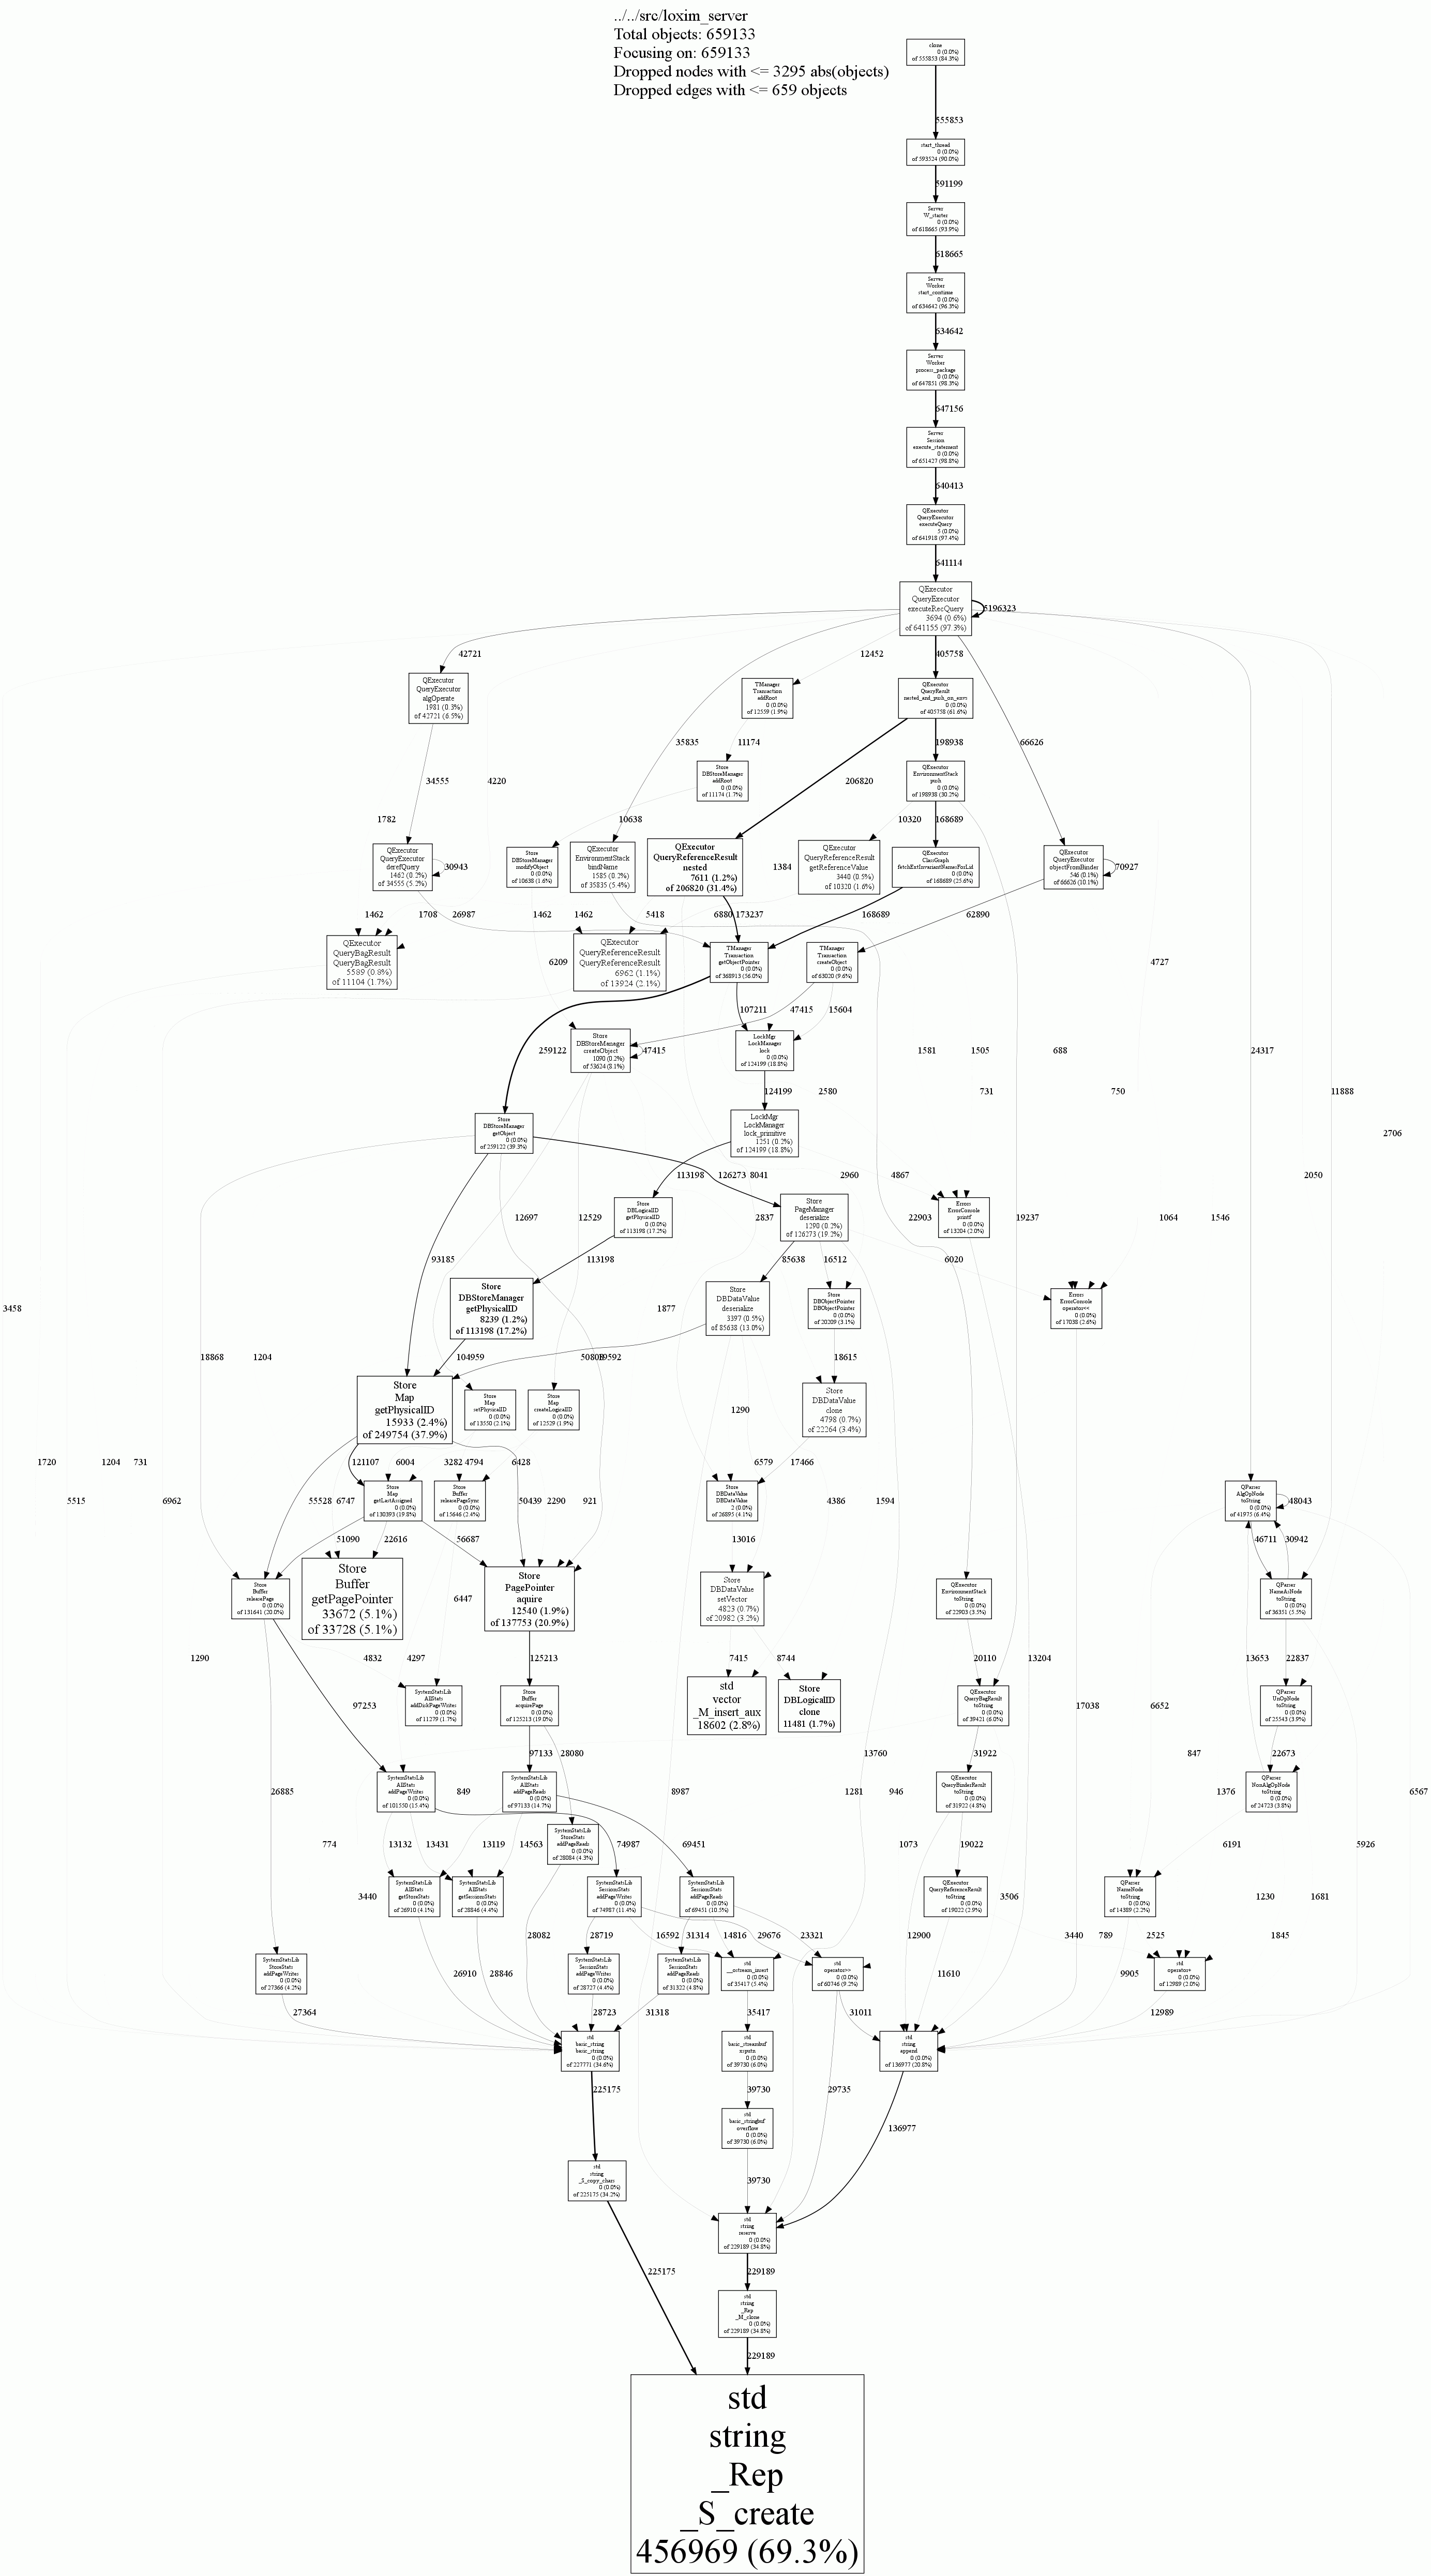 ../../src/loxim_server
Total objects: 659133
Focusing on: 659133
Dropped nodes with <= 3295 abs(objects)
Dropped edges with <= 659 objects
clone
0 (0.0%)
of 555853 (84.3%)
555853
start_thread
0 (0.0%)
of 593524 (90.0%)
591199
Server
W_starter
0 (0.0%)
of 618665 (93.9%)
618665
Server
Worker
start_continue
0 (0.0%)
of 634642 (96.3%)
634642
Server
Worker
process_package
0 (0.0%)
of 647851 (98.3%)
647156
Server
Session
execute_statement
0 (0.0%)
of 651427 (98.8%)
640413
QExecutor
QueryExecutor
executeQuery
5 (0.0%)
of 641918 (97.4%)
641114
QExecutor
QueryExecutor
executeRecQuery
3694 (0.6%)
of 641155 (97.3%)
5196323
42721
12452
405758
QExecutor
QueryExecutor
algOperate
1981 (0.3%)
of 42721 (6.5%)
TManager
Transaction
addRoot
0 (0.0%)
of 12559 (1.9%)
QExecutor
QueryResult
nested_and_push_on_envs
0 (0.0%)
of 405758 (61.6%)
35835
11174
198938
66626
34555
4220
Store
DBStoreManager
addRoot
0 (0.0%)
of 11174 (1.7%)
206820
QExecutor
EnvironmentStack
push
0 (0.0%)
of 198938 (30.2%)
1782
10638
10320
168689
QExecutor
QueryExecutor
derefQuery
1462 (0.2%)
of 34555 (5.2%)
30943
Store
DBStoreManager
modifyObject
0 (0.0%)
of 10638 (1.6%)
QExecutor
EnvironmentStack
bindName
1585 (0.2%)
of 35835 (5.4%)
QExecutor
QueryReferenceResult
nested
7611 (1.2%)
of 206820 (31.4%)
1384
QExecutor
QueryReferenceResult
getReferenceValue
3440 (0.5%)
of 10320 (1.6%)
QExecutor
ClassGraph
fetchExtInvariantNamesForLid
0 (0.0%)
of 168689 (25.6%)
QExecutor
QueryExecutor
objectFromBinder
546 (0.1%)
of 66626 (10.1%)
70927
1462
1708
26987
1462
1462
5418
6880
173237
168689
62890
QExecutor
QueryBagResult
QueryBagResult
5589 (0.8%)
of 11104 (1.7%)
6209
QExecutor
QueryReferenceResult
QueryReferenceResult
6962 (1.1%)
of 13924 (2.1%)
TManager
Transaction
getObjectPointer
0 (0.0%)
of 368913 (56.0%)
TManager
Transaction
createObject
0 (0.0%)
of 63020 (9.6%)
4727
107211
47415
15604
259122
Store
DBStoreManager
createObject
1090 (0.2%)
of 53624 (8.1%)
47415
LockMgr
LockManager
lock
0 (0.0%)
of 124199 (18.8%)
1581
1505
688
24317
124199
2580
731
750
11888
Store
DBStoreManager
getObject
0 (0.0%)
of 259122 (39.3%)
LockMgr
LockManager
lock_primitive
1251 (0.2%)
of 124199 (18.8%)
2706
113198
126273
8041
2960
4867
2050
Store
DBLogicalID
getPhysicalID
0 (0.0%)
of 113198 (17.2%)
Store
PageManager
deserialize
1290 (0.2%)
of 126273 (19.2%)
Errors
ErrorConsole
printf
0 (0.0%)
of 13204 (2.0%)
12697
12529
2837
22903
19237
1064
1546
93185
113198
85638
16512
6020
3458
Store
DBStoreManager
getPhysicalID
8239 (1.2%)
of 113198 (17.2%)
1877
Store
DBDataValue
deserialize
3397 (0.5%)
of 85638 (13.0%)
Store
DBObjectPointer
DBObjectPointer
0 (0.0%)
of 20209 (3.1%)
Errors
ErrorConsole
operator<<
0 (0.0%)
of 17038 (2.6%)
18868
1204
104959
18615
Store
Map
getPhysicalID
15933 (2.4%)
of 249754 (37.9%)
Store
Map
setPhysicalID
0 (0.0%)
of 13550 (2.1%)
Store
Map
createLogicalID
0 (0.0%)
of 12529 (1.9%)
1290
Store
DBDataValue
clone
4798 (0.7%)
of 22264 (3.4%)
1720
1204
731
121107
6004
3282
4794
6428
6579
17466
5515
6962
55528
6747
Store
Map
getLastAssigned
0 (0.0%)
of 130393 (19.8%)
Store
Buffer
releasePageSync
0 (0.0%)
of 15646 (2.4%)
50439
2290
921
Store
DBDataValue
DBDataValue
2 (0.0%)
of 26895 (4.1%)
4386
1594
QParser
AlgOpNode
toString
0 (0.0%)
of 41975 (6.4%)
48043
51090
22616
56687
13016
46711
30942
Store
Buffer
releasePage
0 (0.0%)
of 131641 (20.0%)
Store
Buffer
getPagePointer
33672 (5.1%)
of 33728 (5.1%)
6447
Store
PagePointer
acquire
12540 (1.9%)
of 137753 (20.9%)
Store
DBDataValue
setVector
4823 (0.7%)
of 20982 (3.2%)
QExecutor
EnvironmentStack
toString
0 (0.0%)
of 22903 (3.5%)
QParser
NameAsNode
toString
0 (0.0%)
of 36351 (5.5%)
1290
4832
4297
125213
7415
8744
20110
13204
13653
22837
97253
SystemStatsLib
AllStats
addDiskPageWrites
0 (0.0%)
of 11279 (1.7%)
Store
Buffer
acquirePage
0 (0.0%)
of 125213 (19.0%)
std
vector
_M_insert_aux
18602 (2.8%)
Store
DBLogicalID
clone
11481 (1.7%)
QExecutor
QueryBagResult
toString
0 (0.0%)
of 39421 (6.0%)
17038
6652
QParser
UnOpNode
toString
0 (0.0%)
of 25543 (3.9%)
97133
28080
13760
31922
847
22673
26885
SystemStatsLib
AllStats
addPageWrites
0 (0.0%)
of 101550 (15.4%)
849
SystemStatsLib
AllStats
addPageReads
0 (0.0%)
of 97133 (14.7%)
8987
1281
946
QExecutor
QueryBinderResult
toString
0 (0.0%)
of 31922 (4.8%)
1376
QParser
NonAlgOpNode
toString
0 (0.0%)
of 24723 (3.8%)
6567
774
13132
13431
13119
14563
SystemStatsLib
StoreStats
addPageReads
0 (0.0%)
of 28084 (4.3%)
74987
69451
1073
19022
6191
5926
3440
SystemStatsLib
AllStats
getStoreStats
0 (0.0%)
of 26910 (4.1%)
SystemStatsLib
AllStats
getSessionsStats
0 (0.0%)
of 28846 (4.4%)
SystemStatsLib
SessionsStats
addPageWrites
0 (0.0%)
of 74987 (11.4%)
SystemStatsLib
SessionsStats
addPageReads
0 (0.0%)
of 69451 (10.5%)
QExecutor
QueryReferenceResult
toString
0 (0.0%)
of 19022 (2.9%)
3506
QParser
NameNode
toString
0 (0.0%)
of 14389 (2.2%)
1230
1681
28082
28719
16592
31314
14816
29676
23321
12900
3440
789
2525
1845
SystemStatsLib
StoreStats
addPageWrites
0 (0.0%)
of 27366 (4.2%)
26910
28846
SystemStatsLib
SessionStats
addPageWrites
0 (0.0%)
of 28727 (4.4%)
SystemStatsLib
SessionStats
addPageReads
0 (0.0%)
of 31322 (4.8%)
std
__ostream_insert
0 (0.0%)
of 35417 (5.4%)
std
operator>>
0 (0.0%)
of 60746 (9.2%)
11610
9905
std
operator+
0 (0.0%)
of 12989 (2.0%)
27364
28723
31318
35417
31011
12989
std
basic_string
basic_string
0 (0.0%)
of 227771 (34.6%)
std
basic_streambuf
xsputn
0 (0.0%)
of 39730 (6.0%)
std
string
append
0 (0.0%)
of 136977 (20.8%)
225175
39730
29735
136977
std
basic_stringbuf
overflow
0 (0.0%)
of 39730 (6.0%)
std
string
_S_copy_chars
0 (0.0%)
of 225175 (34.2%)
39730
std
string
reserve
0 (0.0%)
of 229189 (34.8%)
225175
229189
std
string
_Rep
_M_clone
0 (0.0%)
of 229189 (34.8%)
229189
std
string
_Rep
_S_create
456969 (69.3%)